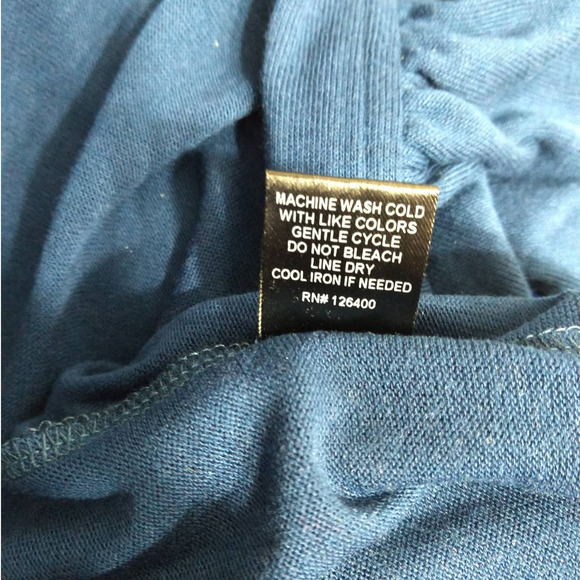 MACHINE WASH COLD
WITH LIKE COLORS
GENTLE CYCLE
DO NOT BLEACH
LINE DRY
COOL IRON IF NEEDED
RN# 126400